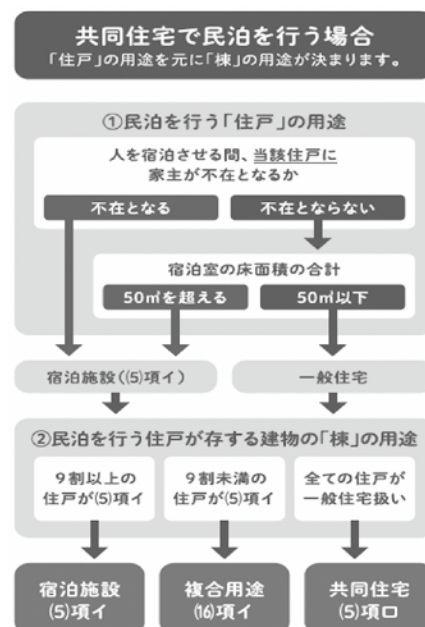 共同住宅で民泊を行う場合
「住戸」の用途を元に「棟」の用途が決まります。
①民泊を行う「住戸」の用途
人を宿泊させる間、当該住戸に
家主が不在となるか
不在となる
不在とならない
宿泊室の床面積の合計
50㎡を超える
50㎡以下
宿泊施設((5)項イ)
一般住宅
②民泊を行う住戸が存する建物の「棟」の用途
9割以上の
住戸が(5)項イ
9割未満の
住戸が(5)項イ
全ての住戸が
一般住宅扱い
宿泊施設
(5)項イ
複合用途
(16)項イ
共同住宅
(5)項ロ